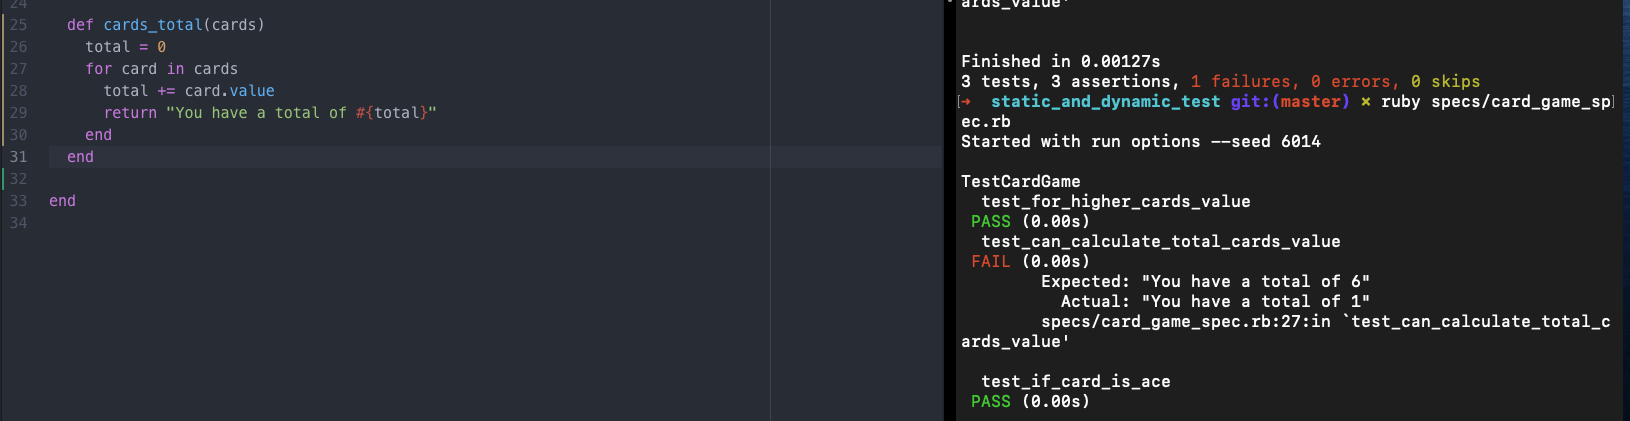 24
25 def cards_total(cards)
26 total = 0
27 for card in cards
28 total += card.value
29 return "You have a total of #{total}"
30 end
31 end
32
33 end
34
ards_value'
Finished in 0.00127s
3 tests, 3 assertions, 1 failures, 0 errors, 0 skips
[➜ static_and_dynamic_test git:(master) ✗ ruby specs/card_game_sp]
ec.rb
Started with run options --seed 6014
TestCardGame
test_for_higher_cards_value
PASS (0.00s)
test_can_calculate_total_cards_value
FAIL (0.00s)
Expected: "You have a total of 6"
Actual: "You have a total of 1"
specs/card_game_spec.rb:27:in `test_can_calculate_total_c
ards_value'
test_if_card_is_ace
PASS (0.00s)